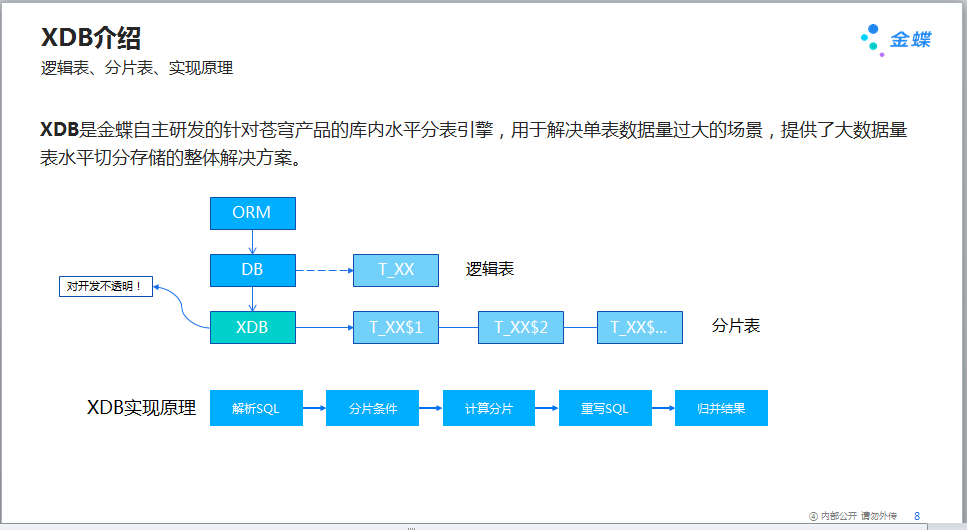 XDB介绍
金蝶
逻辑表、分片表、实现原理
XDB是金蝶自主研发的针对苍穹产品的库内水平分表引擎，用于解决单表数据量过大的场景，提供了大数据量
表水平切分存储的整体解决方案。
ORM
DB
T_XX
逻辑表
对开发不透明！
XDB
T_XX$1
T_XX$2
T_XX$...
分片表
XDB实现原理
解析SQL
分片条件
计算分片
重写SQL
归并结果
④ 内部公开 请勿外传
8